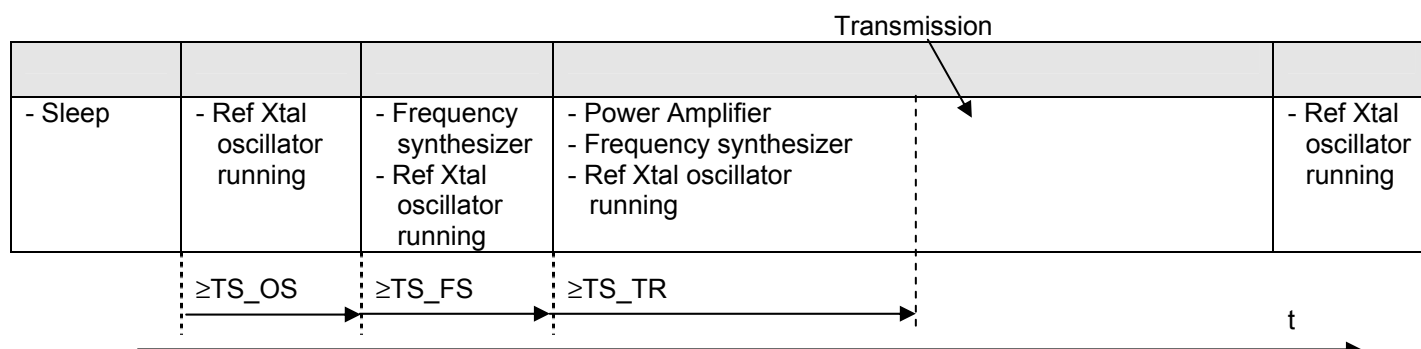 Transmission
- Sleep
- Ref Xtal
oscillator
running
- Frequency
synthesizer
- Ref Xtal
oscillator
running
- Power Amplifier
- Frequency synthesizer
- Ref Xtal oscillator
running
- Ref Xtal
oscillator
running
≥TS_OS
≥TS_FS
≥TS_TR
t